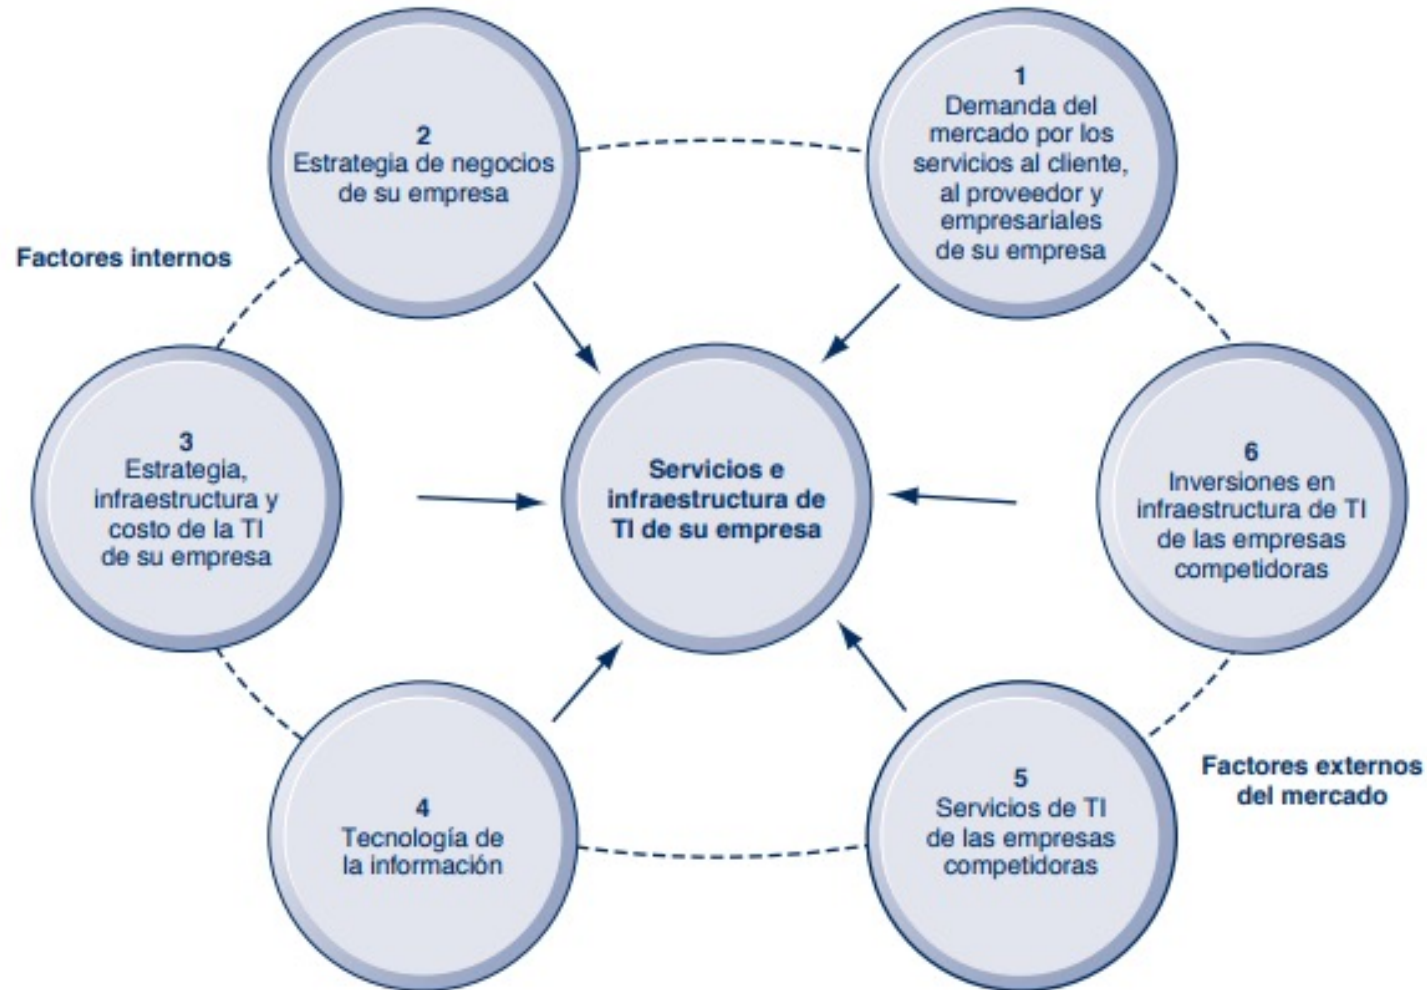 1
Demanda del
mercado por los
servicios al cliente,
al proveedor y
empresariales
de su empresa
2
Estrategia de negocios
de su empresa
Factores internos
3
Estrategia,
infraestructura y
costo de la TI
de su empresa
Servicios e
infraestructura de
TI de su empresa
6
Inversiones en
infraestructura de TI
de las empresas
competidoras
4
Tecnología de
la información
5
Servicios de TI
de las empresas
competidoras
Factores externos
del mercado